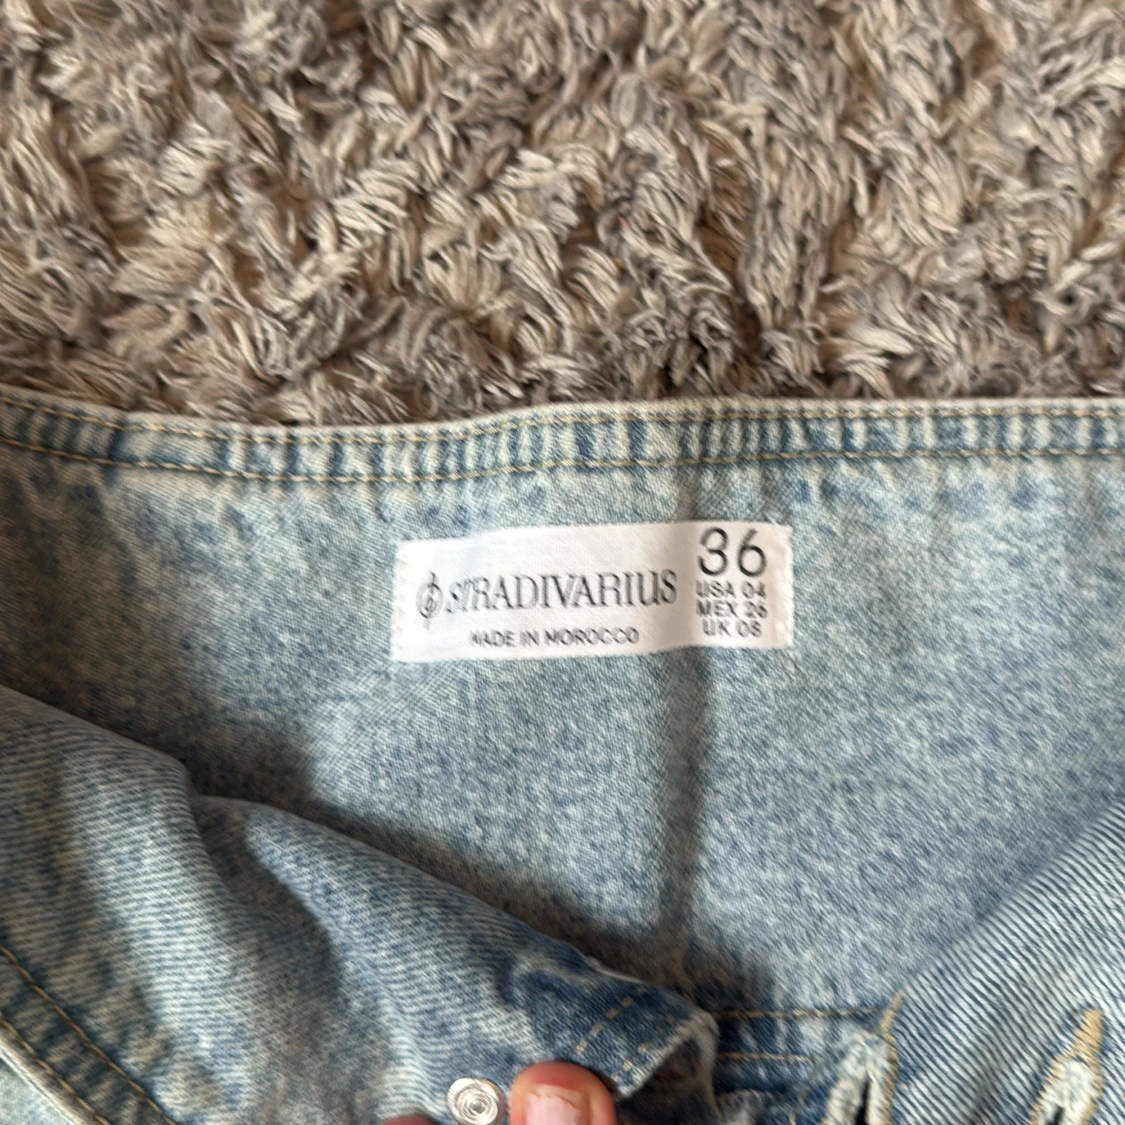 STRADIVARIUS
MADE IN MOROCCO
36
USA 04
MEX 26
UK 08